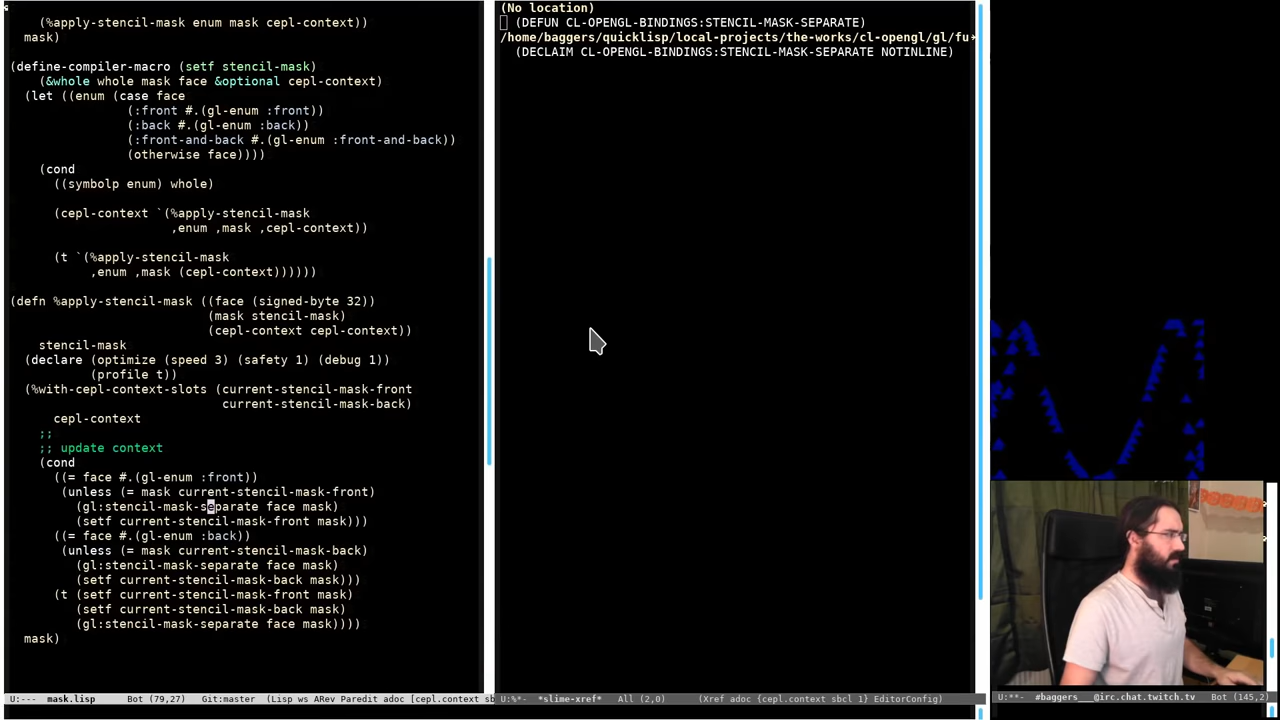 (%apply-stencil-mask enum mask cepl-context))
mask)
(define-compiler-macro (setf stencil-mask)
(&whole whole mask face &optional cepl-context)
(let ((enum (case face
(:front #.(gl-enum :front))
(:back #.(gl-enum :back))
(:front-and-back #.(gl-enum :front-and-back))
(otherwise face))))
(cond
((symbolp enum) whole)
(cepl-context `(%apply-stencil-mask
,enum ,mask ,cepl-context))
(t `(%apply-stencil-mask
,enum ,mask (cepl-context))))))
(defn %apply-stencil-mask ((face (signed-byte 32))
(mask stencil-mask)
(cepl-context cepl-context))
stencil-mask
(declare (optimize (speed 3) (safety 1) (debug 1))
(profile t))
(%with-cepl-context-slots (current-stencil-mask-front
current-stencil-mask-back)
cepl-context
;;
;; update context
(cond
((= face #.(gl-enum :front))
(unless (= mask current-stencil-mask-front)
(gl:stencil-mask-separate face mask)
(setf current-stencil-mask-front mask)))
((= face #.(gl-enum :back))
(unless (= mask current-stencil-mask-back)
(gl:stencil-mask-separate face mask)
(setf current-stencil-mask-back mask)))
(t (setf current-stencil-mask-front mask)
(setf current-stencil-mask-back mask)
(gl:stencil-mask-separate face mask))))
mask)
U:--- mask.lisp Bot (79,27) Git:master (Lisp ws ARev Paredit adoc [cepl.context sb
(No location)
(DEFUN CL-OPENGL-BINDINGS:STENCIL-MASK-SEPARATE)
/home/baggers/quicklisp/local-projects/the-works/cl-opengl/gl/fu
(DECLAIM CL-OPENGL-BINDINGS:STENCIL-MASK-SEPARATE NOTINLINE)
U:%*- *slime-xref* All (2,0) (Xref adoc {cepl.context sbcl 1} EditorConfig)
U:**- #baggers___@irc.chat.twitch.tv Bot (145,2)